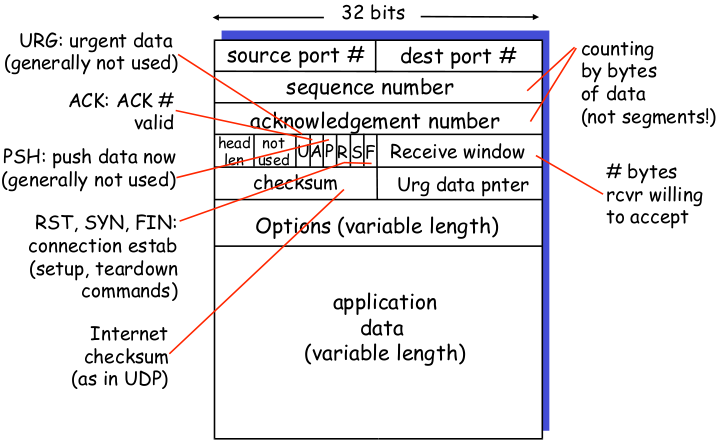 32 bits
URG: urgent data
(generally not used)
ACK: ACK #
valid
PSH: push data now
(generally not used)
RST, SYN, FIN:
connection estab
(setup, teardown
commands)
Internet
checksum
(as in UDP)
source port #
dest port #
sequence number
acknowledgement number
head
len
not
used
U A P R S F
Receive window
checksum
Urg data pnter
Options (variable length)
application
data
(variable length)
counting
by bytes
of data
(not segments!)
# bytes
rcvr willing
to accept